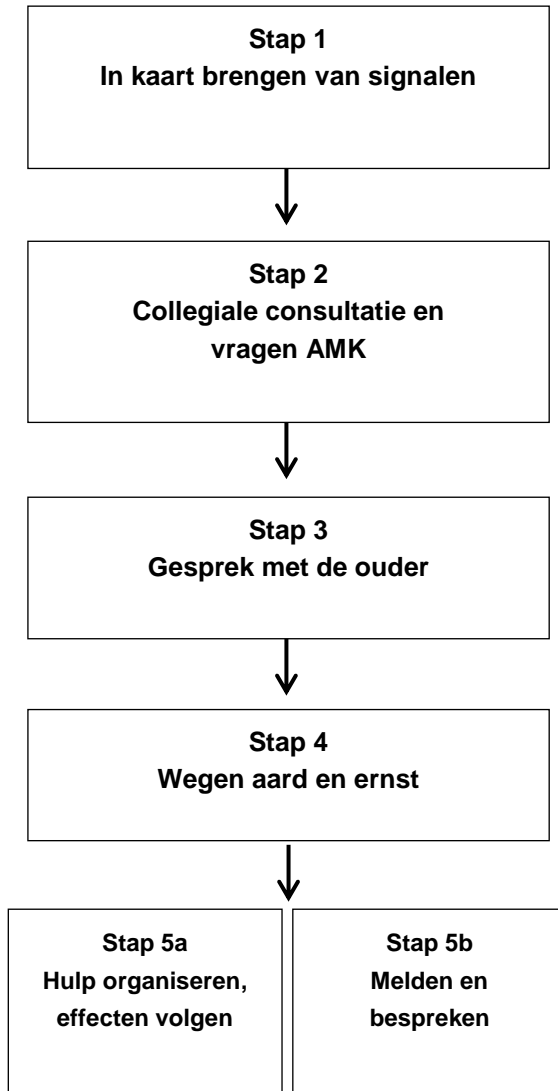 Stap 1
In kaart brengen van signalen
Stap 2
Collegiale consultatie en
vragen AMK
Stap 3
Gesprek met de ouder
Stap 4
Wegen aard en ernst
Stap 5a
Hulp organiseren,
effecten volgen
Stap 5b
Melden en
bespreken